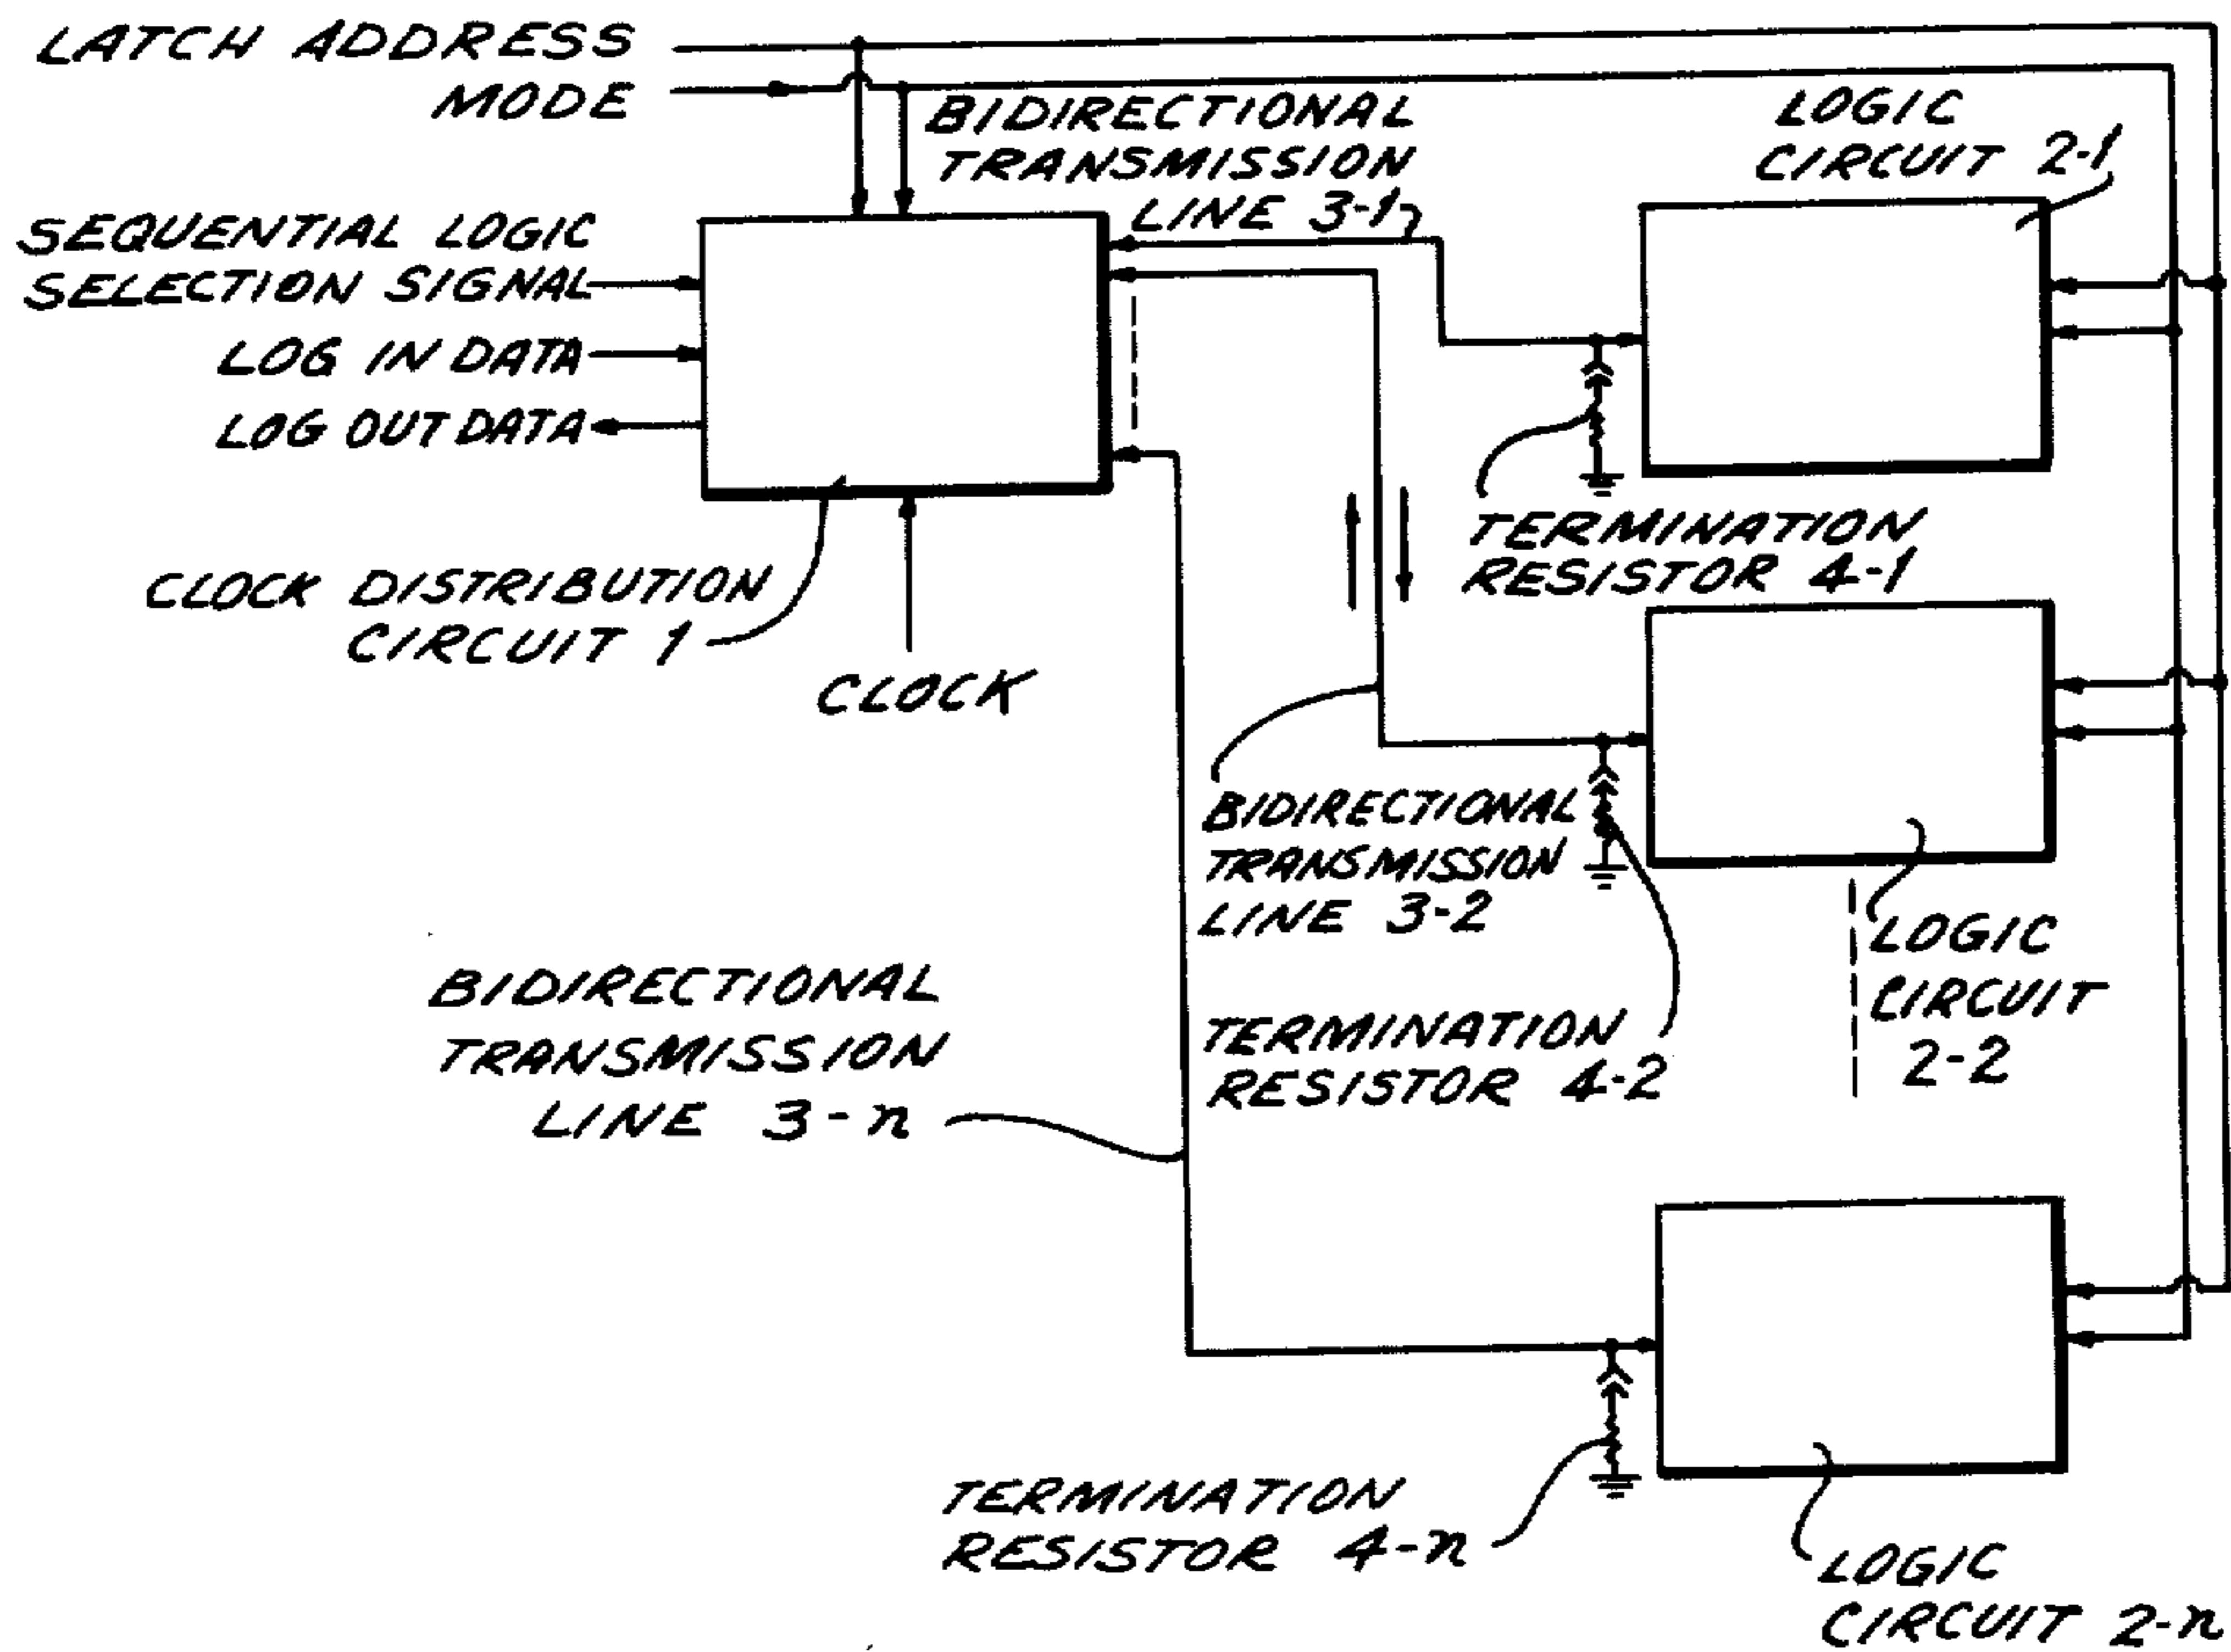 LATCH ADDRESS
MODE
BIDIRECTIONAL
TRANSMISSION
LINE 3-1
LOGIC
CIRCUIT 2-1
SEQUENTIAL LOGIC
SELECTION SIGNAL
LOG IN DATA
LOG OUT DATA
CLOCK DISTRIBUTION
CIRCUIT 1
CLOCK
TERMINATION
RESISTOR 4-1
BIDIRECTIONAL
TRANSMISSION
LINE 3-2
LOGIC
CIRCUIT
2-2
TERMINATION
RESISTOR 4-2
BIDIRECTIONAL
TRANSMISSION
LINE 3-n
TERMINATION
RESISTOR 4-n
LOGIC
CIRCUIT 2-n